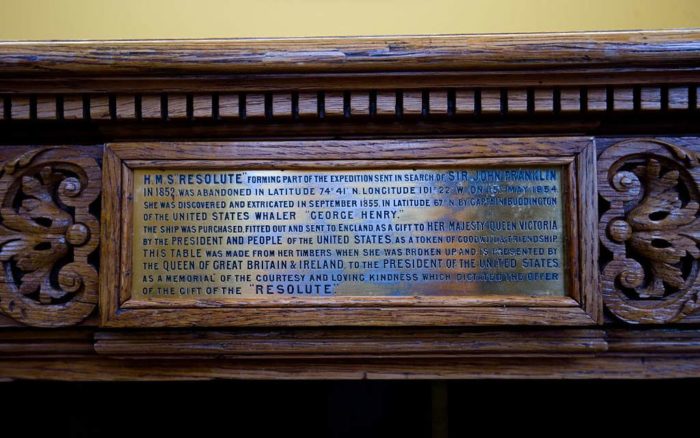 H.M.S. "RESOLUTE" FORMING PART OF THE EXPEDITION SENT IN SEARCH OF SIR JOHN FRANKLIN
IN 1852, WAS ABANDONED IN LATITUDE 74° 41' N. LONGITUDE 101° 22' W. ON 15TH MAY 1854.
SHE WAS DISCOVERED AND EXTRICATED IN SEPTEMBER 1855, IN LATITUDE 67° N. BY CAPTAIN BUDDINGTON
OF THE UNITED STATES WHALER "GEORGE HENRY."
THE SHIP WAS PURCHASED, FITTED OUT AND SENT TO ENGLAND AS A GIFT TO HER MAJESTY QUEEN VICTORIA
BY THE PRESIDENT AND PEOPLE OF THE UNITED STATES, AS A TOKEN OF GOODWILL & FRIENDSHIP.
THIS TABLE WAS MADE FROM HER TIMBERS WHEN SHE WAS BROKEN UP, AND IS PRESENTED BY
THE QUEEN OF GREAT BRITAIN & IRELAND, TO THE PRESIDENT OF THE UNITED STATES,
AS A MEMORIAL OF THE COURTESY AND LOVING KINDNESS WHICH DICTATED THE OFFER
OF THE GIFT OF THE "RESOLUTE".